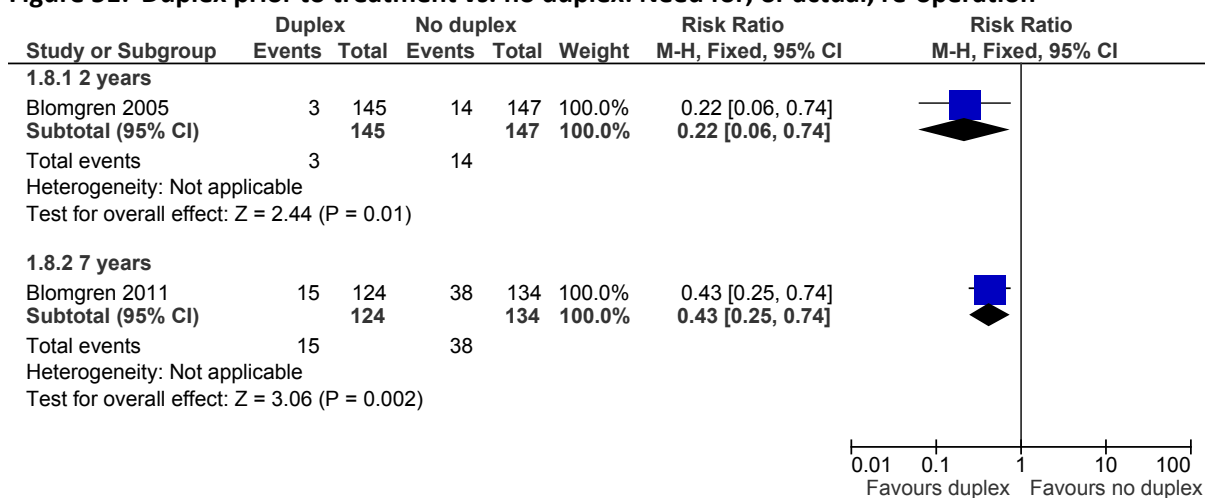 Figure Duplex prior to treatment vs. no duplex: Need for, or actual, re-operation
Duplex No duplex Risk Ratio Risk Ratio
Study or Subgroup Events Total Events Total Weight M-H, Fixed, 95% CI M-H, Fixed, 95% CI
1.8.1 2 years
Blomgren 2005 3 145 14 147 100.0% 0.22 [0.06, 0.74]
Subtotal (95% CI) 145 147 100.0% 0.22 [0.06, 0.74]
Total events 3 14
Heterogeneity: Not applicable
Test for overall effect: Z = 2.44 (P = 0.01)
1.8.2 7 years
Blomgren 2011 15 124 38 134 100.0% 0.43 [0.25, 0.74]
Subtotal (95% CI) 124 134 100.0% 0.43 [0.25, 0.74]
Total events 15 38
Heterogeneity: Not applicable
Test for overall effect: Z = 3.06 (P = 0.002)
0.01 0.1 1 10 100
Favours duplex Favours no duplex